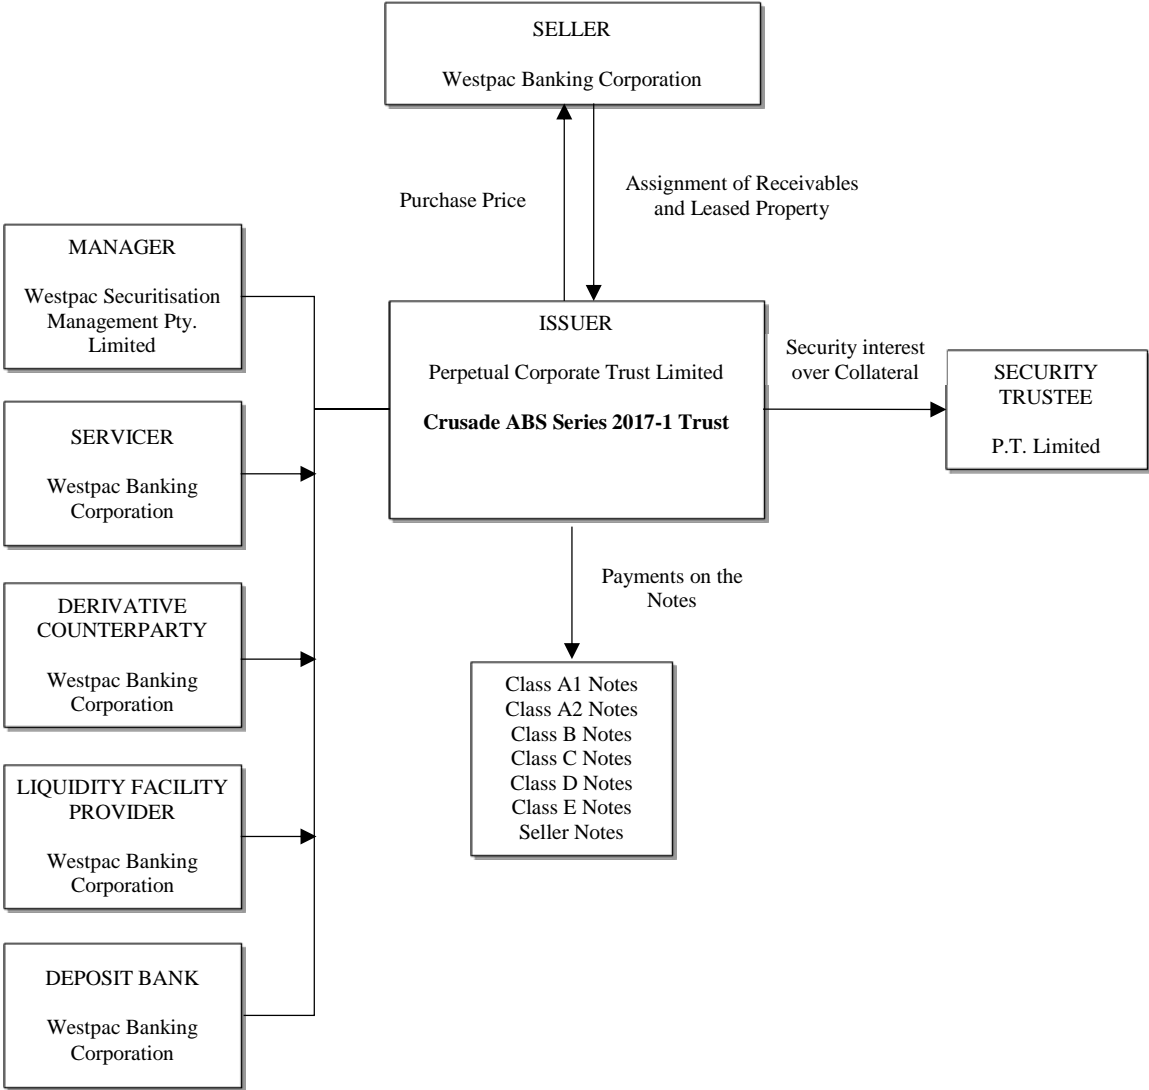 SELLER
Westpac Banking Corporation
Purchase Price
Assignment of Receivables
and Leased Property
MANAGER
Westpac Securitisation
Management Pty.
Limited
ISSUER
Perpetual Corporate Trust Limited
Crusade ABS Series 2017-1 Trust
Security interest
over Collateral
SECURITY
TRUSTEE
P.T. Limited
SERVICER
Westpac Banking
Corporation
DERIVATIVE
COUNTERPARTY
Westpac Banking
Corporation
Payments on the
Notes
Class A1 Notes
Class A2 Notes
Class B Notes
Class C Notes
Class D Notes
Class E Notes
Seller Notes
LIQUIDITY FACILITY
PROVIDER
Westpac Banking
Corporation
DEPOSIT BANK
Westpac Banking
Corporation